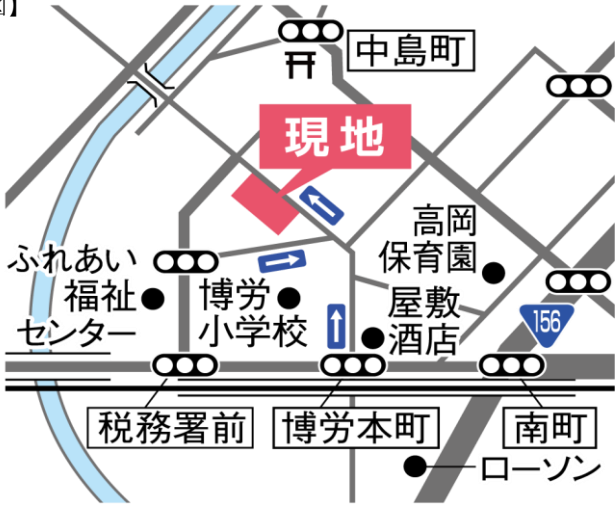 】
中島町
現地
高岡
保育園
ふれあい
福祉
センター
博労
小学校
屋敷
酒店
156
税務署前
博労本町
南町
ローソン